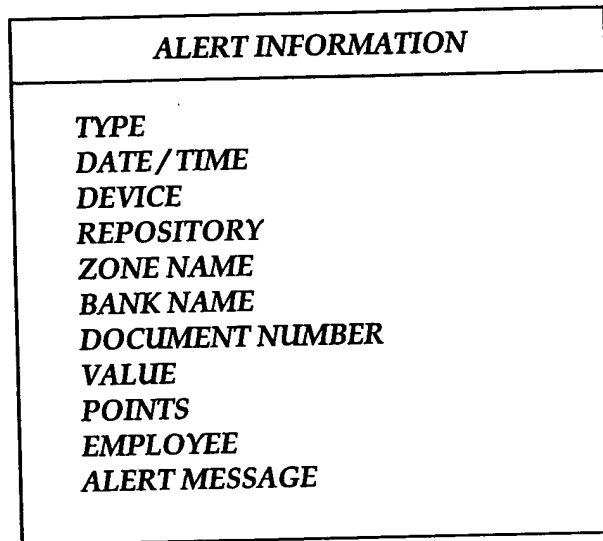 ALERT INFORMATION
TYPE
DATE / TIME
DEVICE
REPOSITORY
ZONE NAME
BANK NAME
DOCUMENT NUMBER
VALUE
POINTS
EMPLOYEE
ALERT MESSAGE